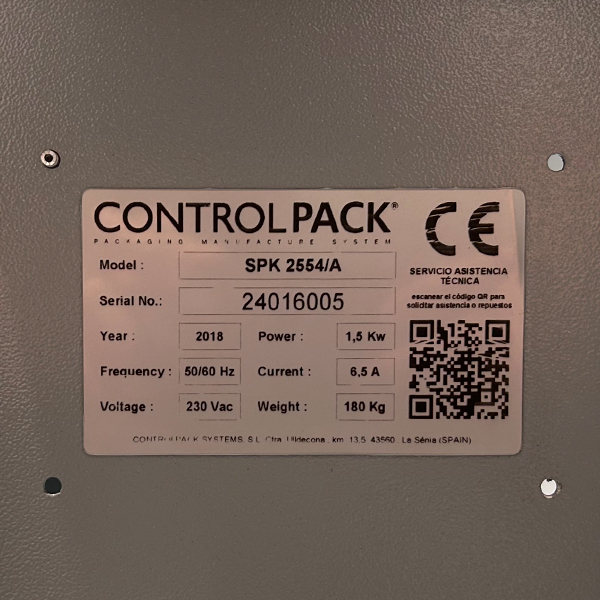 CONTROLPACK®
PACKAGING MANUFACTURE SYSTEM
CE
Model : SPK 2554/A
Serial No.: 24016005
Year : 2018 Power : 1,5 Kw
Frequency : 50/60 Hz Current : 6,5 A
Voltage : 230 Vac Weight : 180 Kg
SERVICIO ASISTENCIA
TÉCNICA
escanear el código QR para
solicitar asistencia o repuestos
CONTROLPACK SYSTEMS, S.L. Ctra. Ulldecona, km. 13,5 43560 La Sénia (SPAIN)